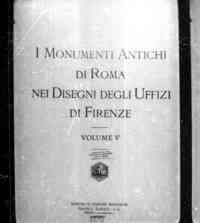 I MONUMENTI ANTICHI
DI ROMA
NEI DISEGNI DEGLI UFFIZI
DI FIRENZE
VOLUME V